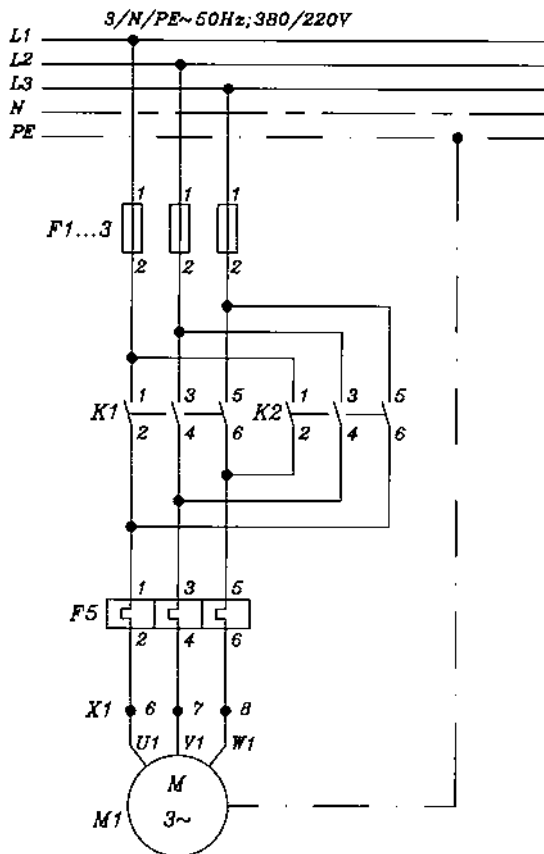 3/N/PE~50Hz;380/220V
L1
L2
L3
N
PE
1 1 1
F1...3
2 2 2
1 3 5 1 3 5
K1 K2
2 4 6 2 4 6
1 3 5
F5
2 4 6
X1 6 7 8
U1 V1 W1
M
M1 3~